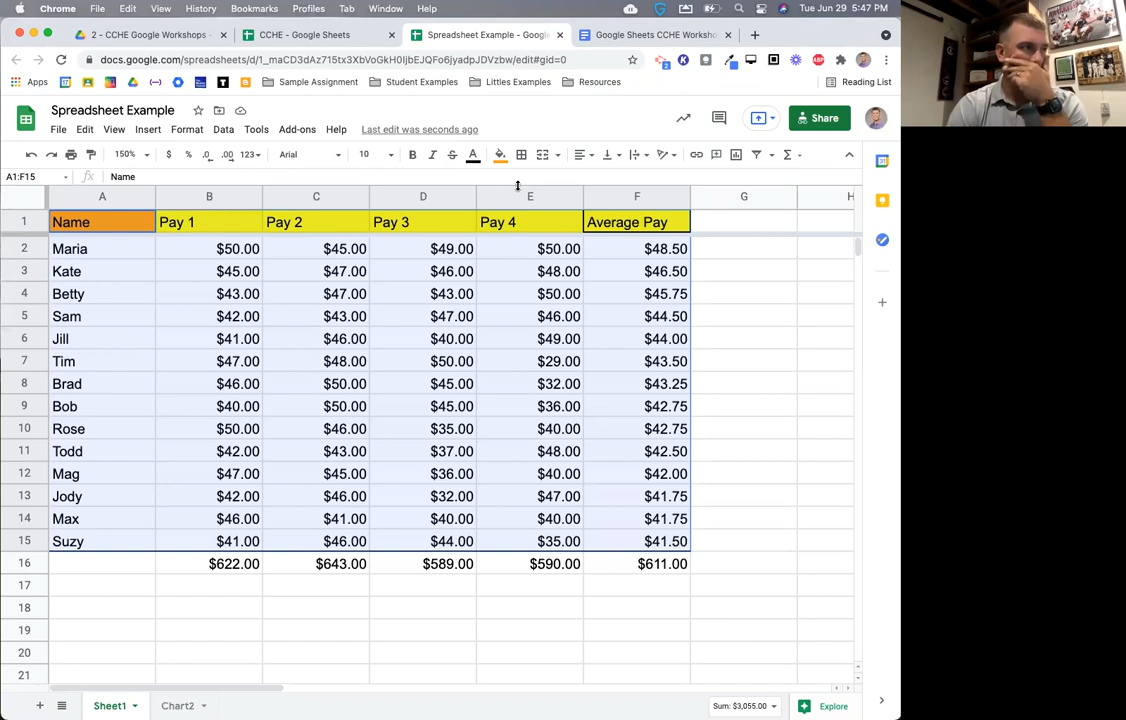 Chrome File Edit View History Bookmarks Profiles Tab Window Help Tue Jun 29 5:47 PM
2 - CCHE Google Workshops - CCHE - Google Sheets Spreadsheet Example - Google Google Sheets CCHE Worksho
docs.google.com/spreadsheets/d/1_maCD3dAz715tx3XbVoGkH0IjbEJQFo6jyadpJDVzbw/edit#gid=0
Apps Sample Assignment Student Examples Littles Examples Resources Reading List
Spreadsheet Example
Share
File Edit View Insert Format Data Tools Add-ons Help Last edit was seconds ago
150% $ % .0 .00 123 Arial 10 B I S A
A1:F15 fx Name
A B C D E F G H
1 Name Pay 1 Pay 2 Pay 3 Pay 4 Average Pay
2 Maria $50.00 $45.00 $49.00 $50.00 $48.50
3 Kate $45.00 $47.00 $46.00 $48.00 $46.50
4 Betty $43.00 $47.00 $43.00 $50.00 $45.75
5 Sam $42.00 $43.00 $47.00 $46.00 $44.50
6 Jill $41.00 $46.00 $40.00 $49.00 $44.00
7 Tim $47.00 $48.00 $50.00 $29.00 $43.50
8 Brad $46.00 $50.00 $45.00 $32.00 $43.25
9 Bob $40.00 $50.00 $45.00 $36.00 $42.75
10 Rose $50.00 $46.00 $35.00 $40.00 $42.75
11 Todd $42.00 $43.00 $37.00 $48.00 $42.50
12 Mag $47.00 $45.00 $36.00 $40.00 $42.00
13 Jody $42.00 $46.00 $32.00 $47.00 $41.75
14 Max $46.00 $41.00 $40.00 $40.00 $41.75
15 Suzy $41.00 $46.00 $44.00 $35.00 $41.50
16 $622.00 $643.00 $589.00 $590.00 $611.00
17
18
19
20
21
Sheet1 Chart2 Sum: $3,055.00 Explore